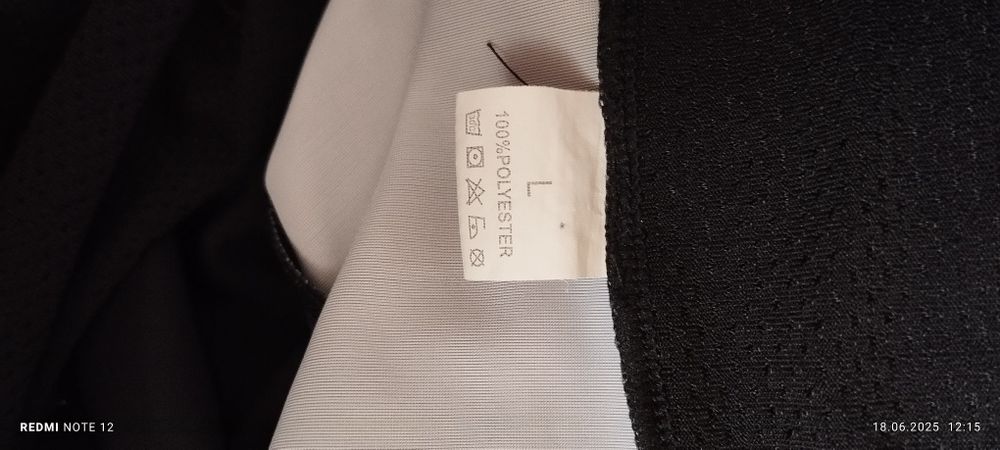 L
100%POLYESTER
REDMI NOTE 12
18.06.2025 12:15